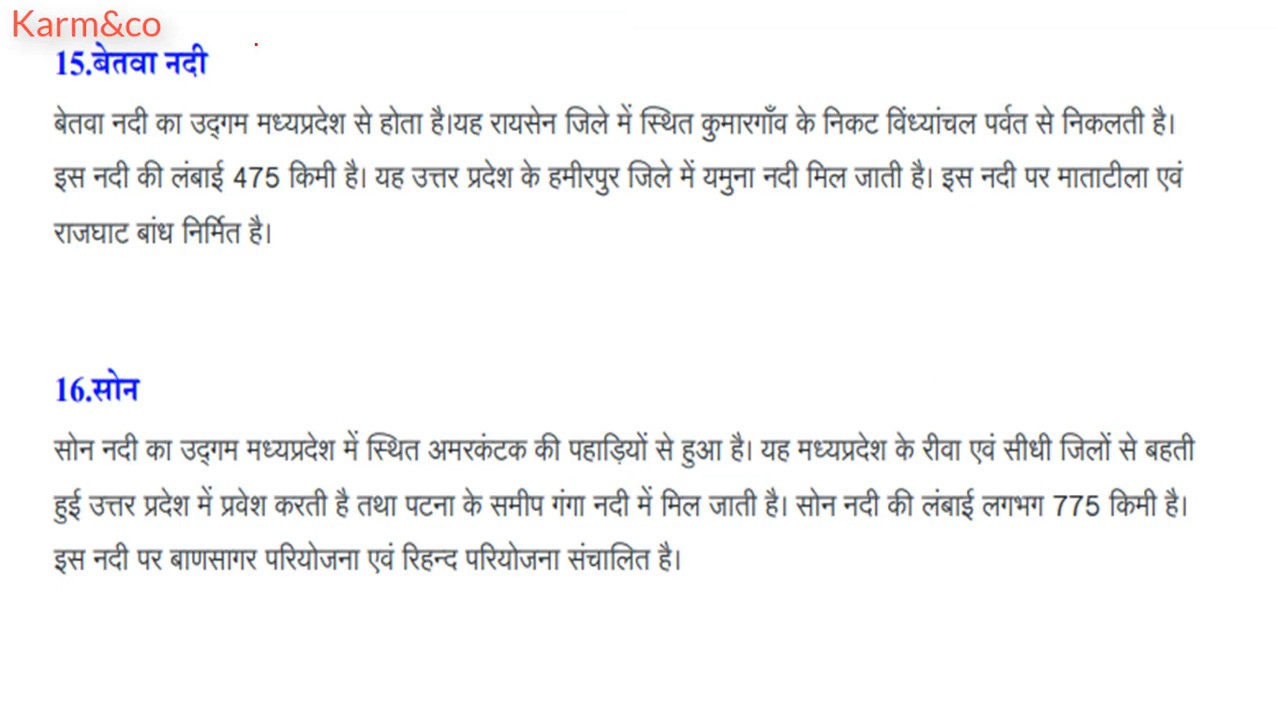 Karm&co
15.बेतवा नदी
बेतवा नदी का उद्गम मध्यप्रदेश से होता है।यह रायसेन जिले में स्थित कुमारगाँव के निकट विंध्यांचल पर्वत से निकलती है।
इस नदी की लंबाई 475 किमी है। यह उत्तर प्रदेश के हमीरपुर जिले में यमुना नदी मिल जाती है। इस नदी पर माताटीला एवं
राजघाट बांध निर्मित है।
16.सोन
सोन नदी का उद्गम मध्यप्रदेश में स्थित अमरकंटक की पहाड़ियों से हुआ है। यह मध्यप्रदेश के रीवा एवं सीधी जिलों से बहती
हुई उत्तर प्रदेश में प्रवेश करती है तथा पटना के समीप गंगा नदी में मिल जाती है। सोन नदी की लंबाई लगभग 775 किमी है।
इस नदी पर बाणसागर परियोजना एवं रिहन्द परियोजना संचालित है।